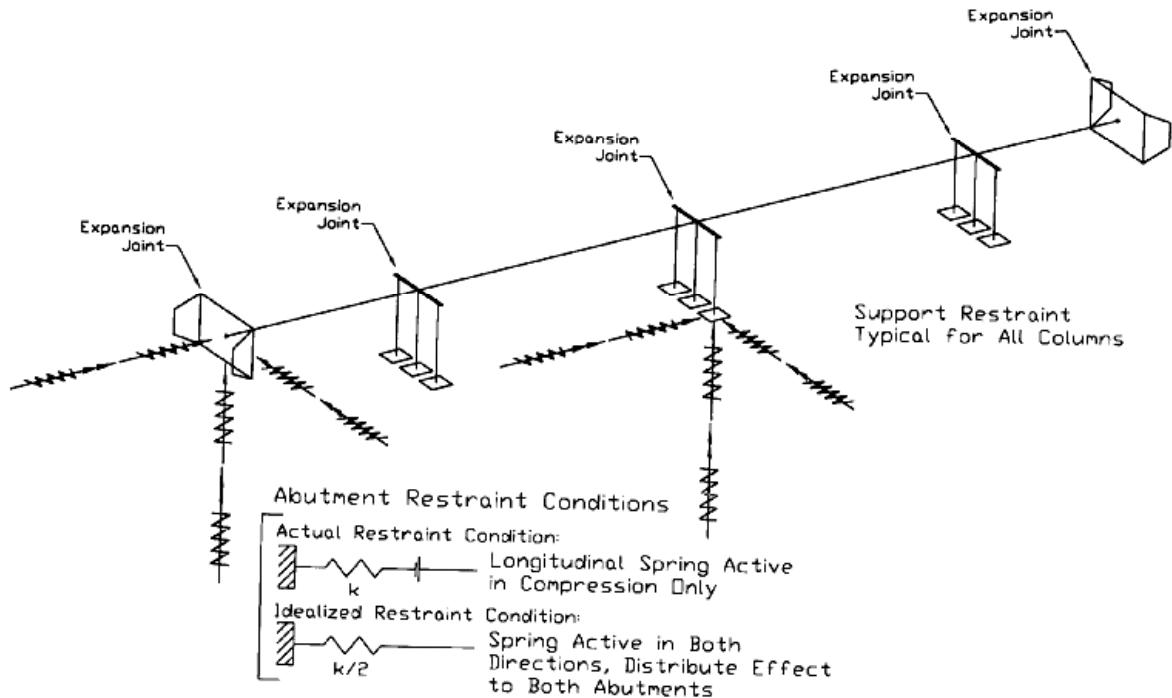 Expansion
Joint
Expansion
Joint
Expansion
Joint
Expansion
Joint
Expansion
Joint
Support Restraint
Typical for All Columns
Abutment Restraint Conditions
Actual Restraint Condition:
k
Longitudinal Spring Active
in Compression Only
Idealized Restraint Condition:
k/2
Spring Active in Both
Directions, Distribute Effect
to Both Abutments